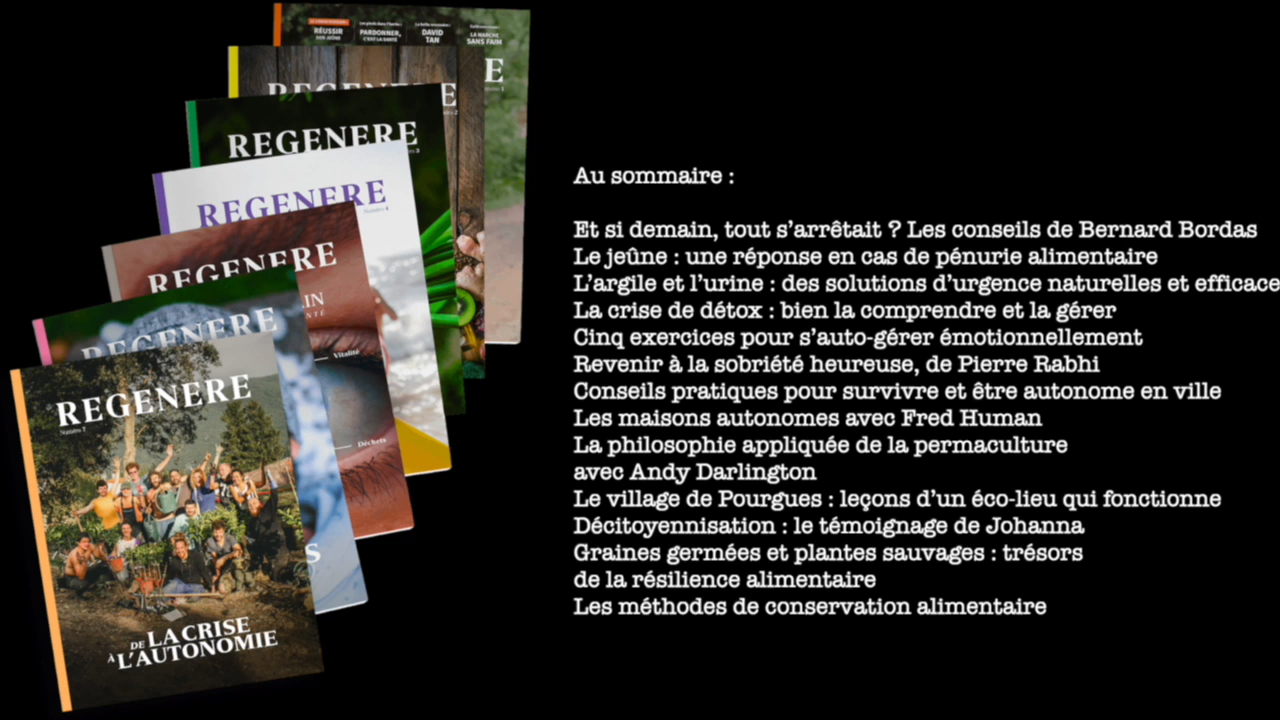 RÉUSSIR
PARDONNER,
C'EST LA SANTÉ
DAVID
TAN
LA MARCHE
SANS FAIM
E
REGENERE
REGENERE
REGENERE
Numéro 4
REGENERE
Vitalité
Déchets
REGENERE
S
REGENERE
Numéro 7
DE LA CRISE
À L'AUTONOMIE
Au sommaire :
Et si demain, tout s’arrêtait ? Les conseils de Bernard Bordas
Le jeûne : une réponse en cas de pénurie alimentaire
L’argile et l’urine : des solutions d’urgence naturelles et efficace
La crise de détox : bien la comprendre et la gérer
Cinq exercices pour s’auto-gérer émotionnellement
Revenir à la sobriété heureuse, de Pierre Rabhi
Conseils pratiques pour survivre et être autonome en ville
Les maisons autonomes avec Fred Human
La philosophie appliquée de la permaculture
avec Andy Darlington
Le village de Pourgues : leçons d’un éco-lieu qui fonctionne
Décitoyennisation : le témoignage de Johanna
Graines germées et plantes sauvages : trésors
de la résilience alimentaire
Les méthodes de conservation alimentaire